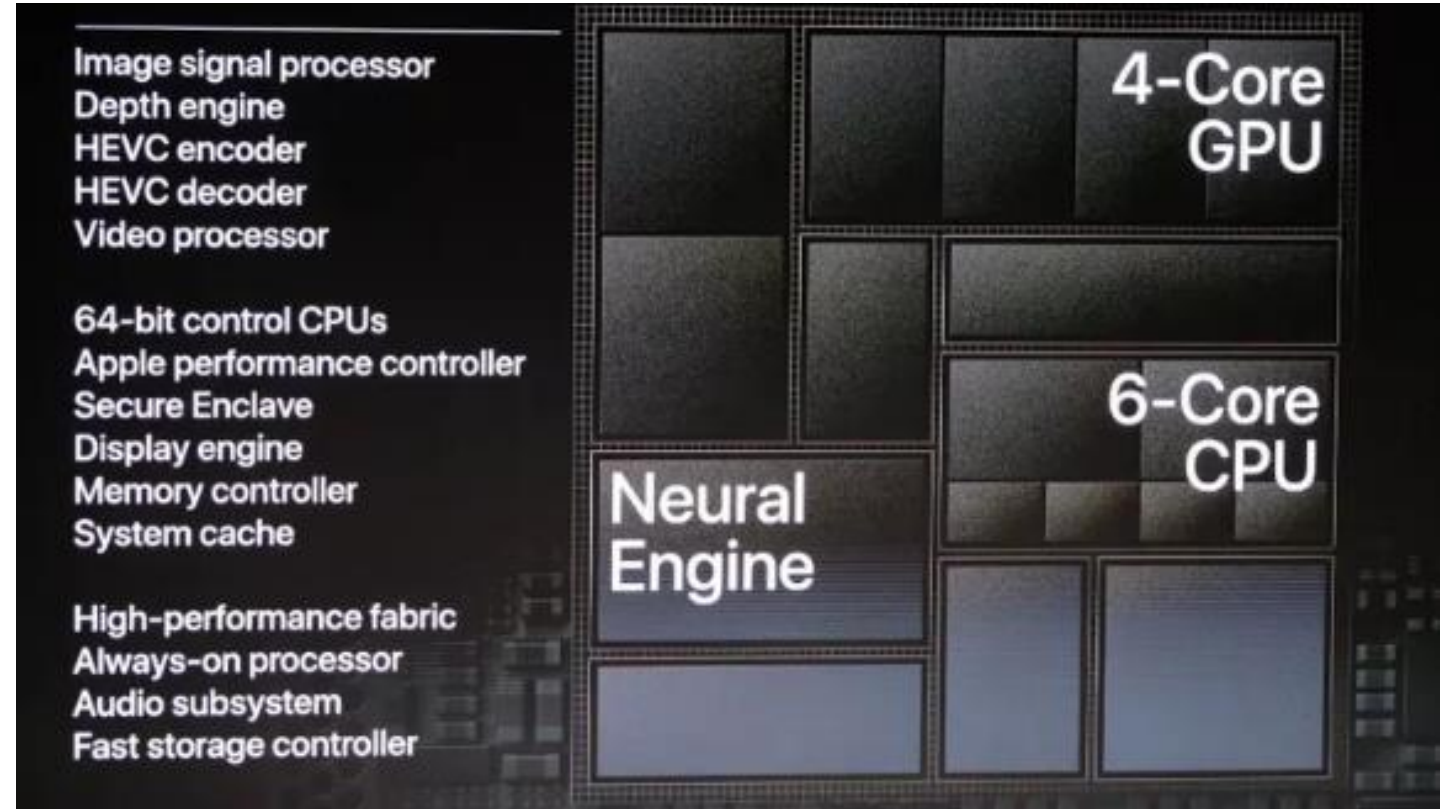 Image signal processor
Depth engine
HEVC encoder
HEVC decoder
Video processor
64-bit control CPUs
Apple performance controller
Secure Enclave
Display engine
Memory controller
System cache
High-performance fabric
Always-on processor
Audio subsystem
Fast storage controller
4-Core
GPU
6-Core
CPU
Neural
Engine